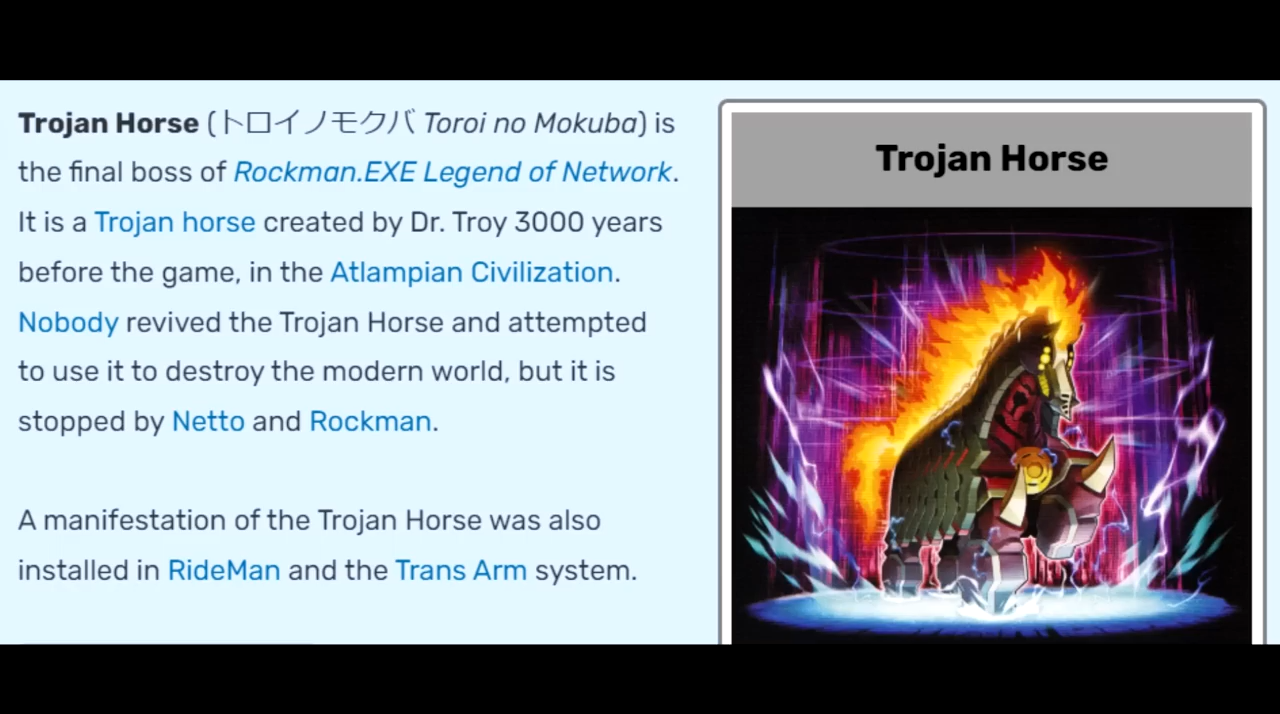 Trojan Horse (トロイノモクバ Toroi no Mokuba) is
the final boss of Rockman.EXE Legend of Network.
It is a Trojan horse created by Dr. Troy 3000 years
before the game, in the Atlampian Civilization.
Nobody revived the Trojan Horse and attempted
to use it to destroy the modern world, but it is
stopped by Netto and Rockman.
A manifestation of the Trojan Horse was also
installed in RideMan and the Trans Arm system.
Trojan Horse